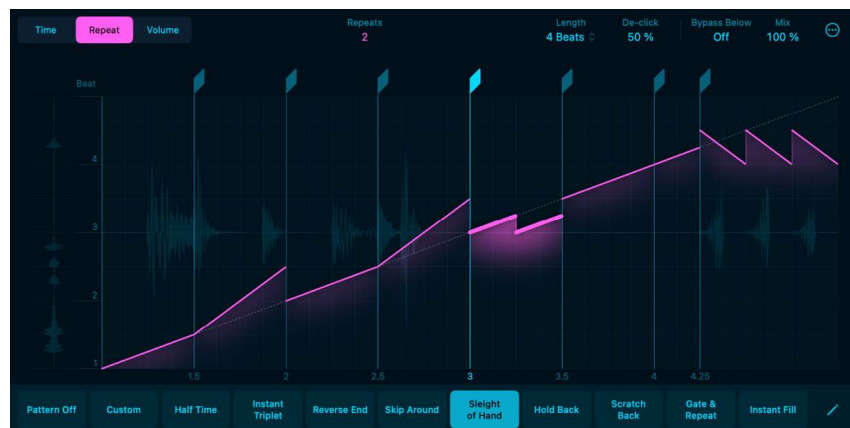 Time
Repeat
Volume
Repeats
2
Length
4 Beats
De-click
50 %
Bypass Below
Off
Mix
100 %
Beat
4
3
2
1
1.5
2
2.5
3
3.5
4
4.25
Pattern Off
Custom
Half Time
Instant
Triplet
Reverse End
Skip Around
Sleight
of Hand
Hold Back
Scratch
Back
Gate &
Repeat
Instant Fill